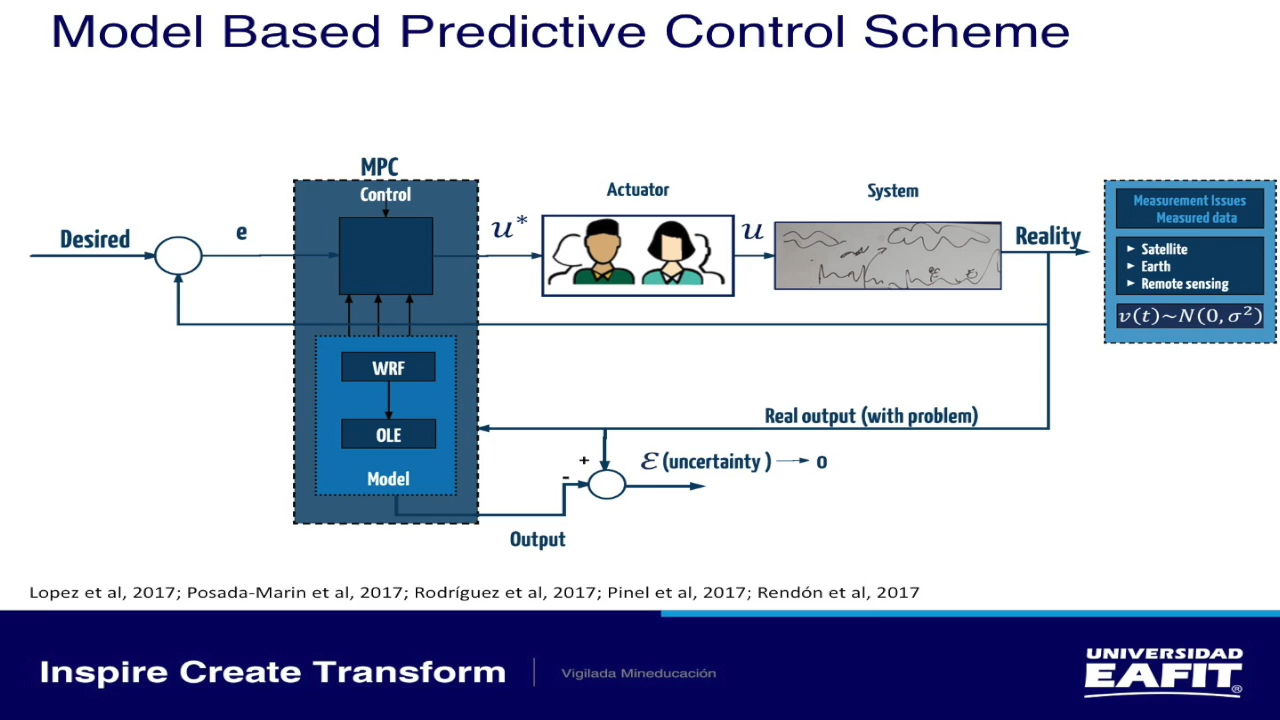 Model Based Predictive Control Scheme
MPC
Control
Actuator
System
Measurement Issues
Measured data
Desired
e
u*
u
Reality
► Satellite
► Earth
► Remote sensing
v(t)~N(0,σ²)
WRF
OLE
Model
Real output (with problem)
+
-
ℰ (uncertainty) → 0
Output
Lopez et al, 2017; Posada-Marin et al, 2017; Rodríguez et al, 2017; Pinel et al, 2017; Rendón et al, 2017
Inspire Create Transform
Vigilada Mineducación
UNIVERSIDAD
EAFIT®